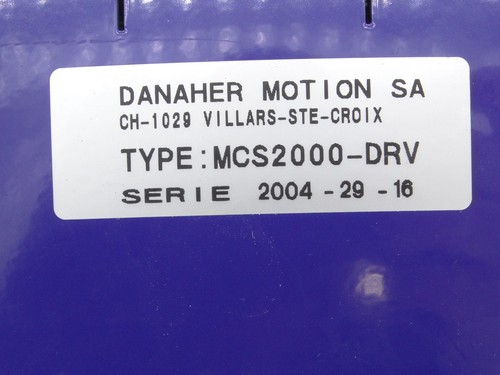 DANAHER MOTION SA
CH-1029 VILLARS-STE-CROIX
TYPE:MCS2000-DRV
SERIE 2004-29-16